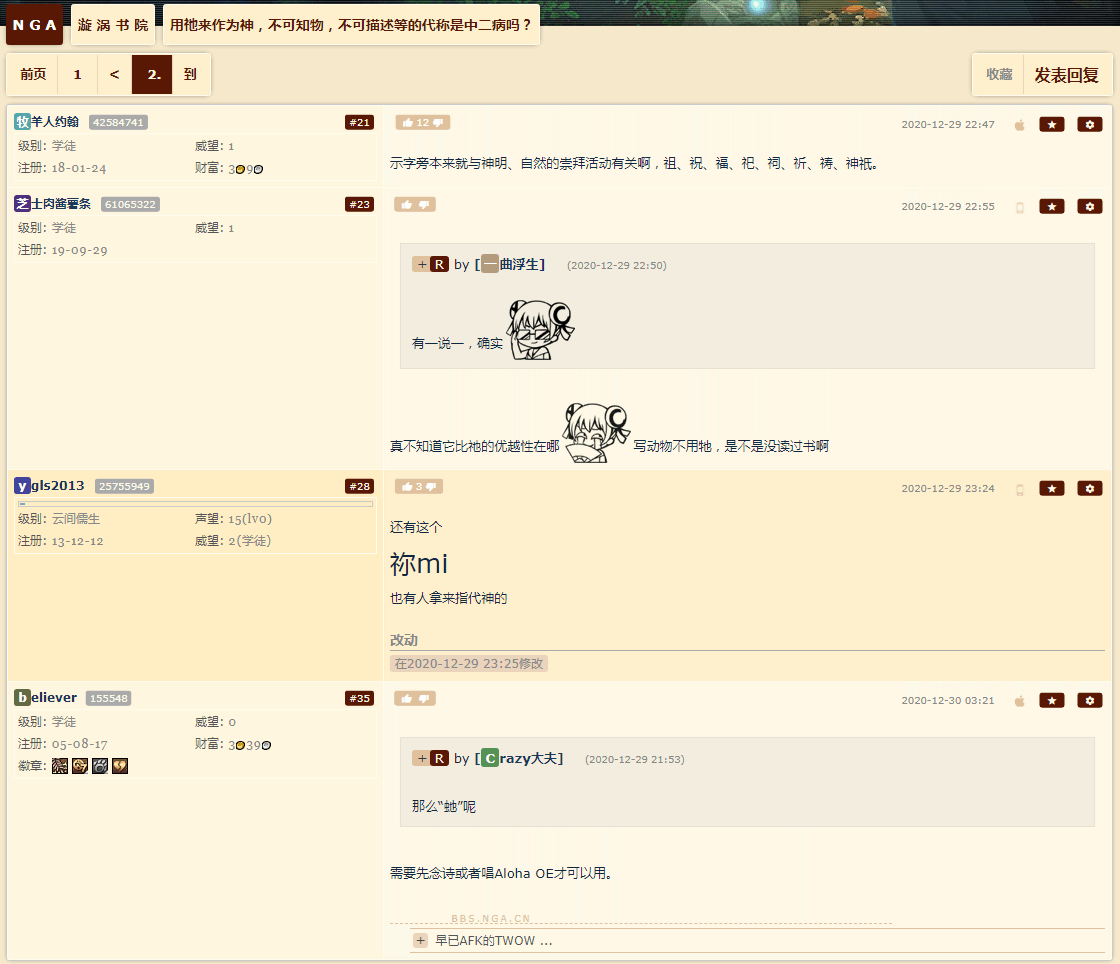 NGA 漩涡书院 用祂来作为神，不可知物，不可描述等的代称是中二病吗？
前页 1 < 2. 到 收藏 发表回复
牧羊人约翰 42584741 #21 12 2020-12-29 22:47
级别: 学徒 威望: 1
注册: 18-01-24 财富: 3 9
示字旁本来就与神明、自然的崇拜活动有关啊，祖、祝、福、祀、祠、祈、祷、神祇。
芝士肉酱薯条 61065322 #23 2020-12-29 22:55
级别: 学徒 威望: 1
注册: 19-09-29
+ R by [一曲浮生] (2020-12-29 22:50)
有一说一，确实
真不知道它比祂的优越性在哪 写动物不用牠，是不是没读过书啊
ygls2013 25755949 #28 3 2020-12-29 23:24
级别: 云间儒生 声望: 15(lv0)
注册: 13-12-12 威望: 2(学徒)
还有这个
祢mi
也有人拿来指代神的
改动
在2020-12-29 23:25修改
believer 155548 #35 2020-12-30 03:21
级别: 学徒 威望: 0
注册: 05-08-17 财富: 3 39
徽章:
+ R by [Crazy大夫] (2020-12-29 21:53)
那么“虵”呢
需要先念诗或者唱Aloha OE才可以用。
BBS.NGA.CN
+ 早已AFK的TWOW ...